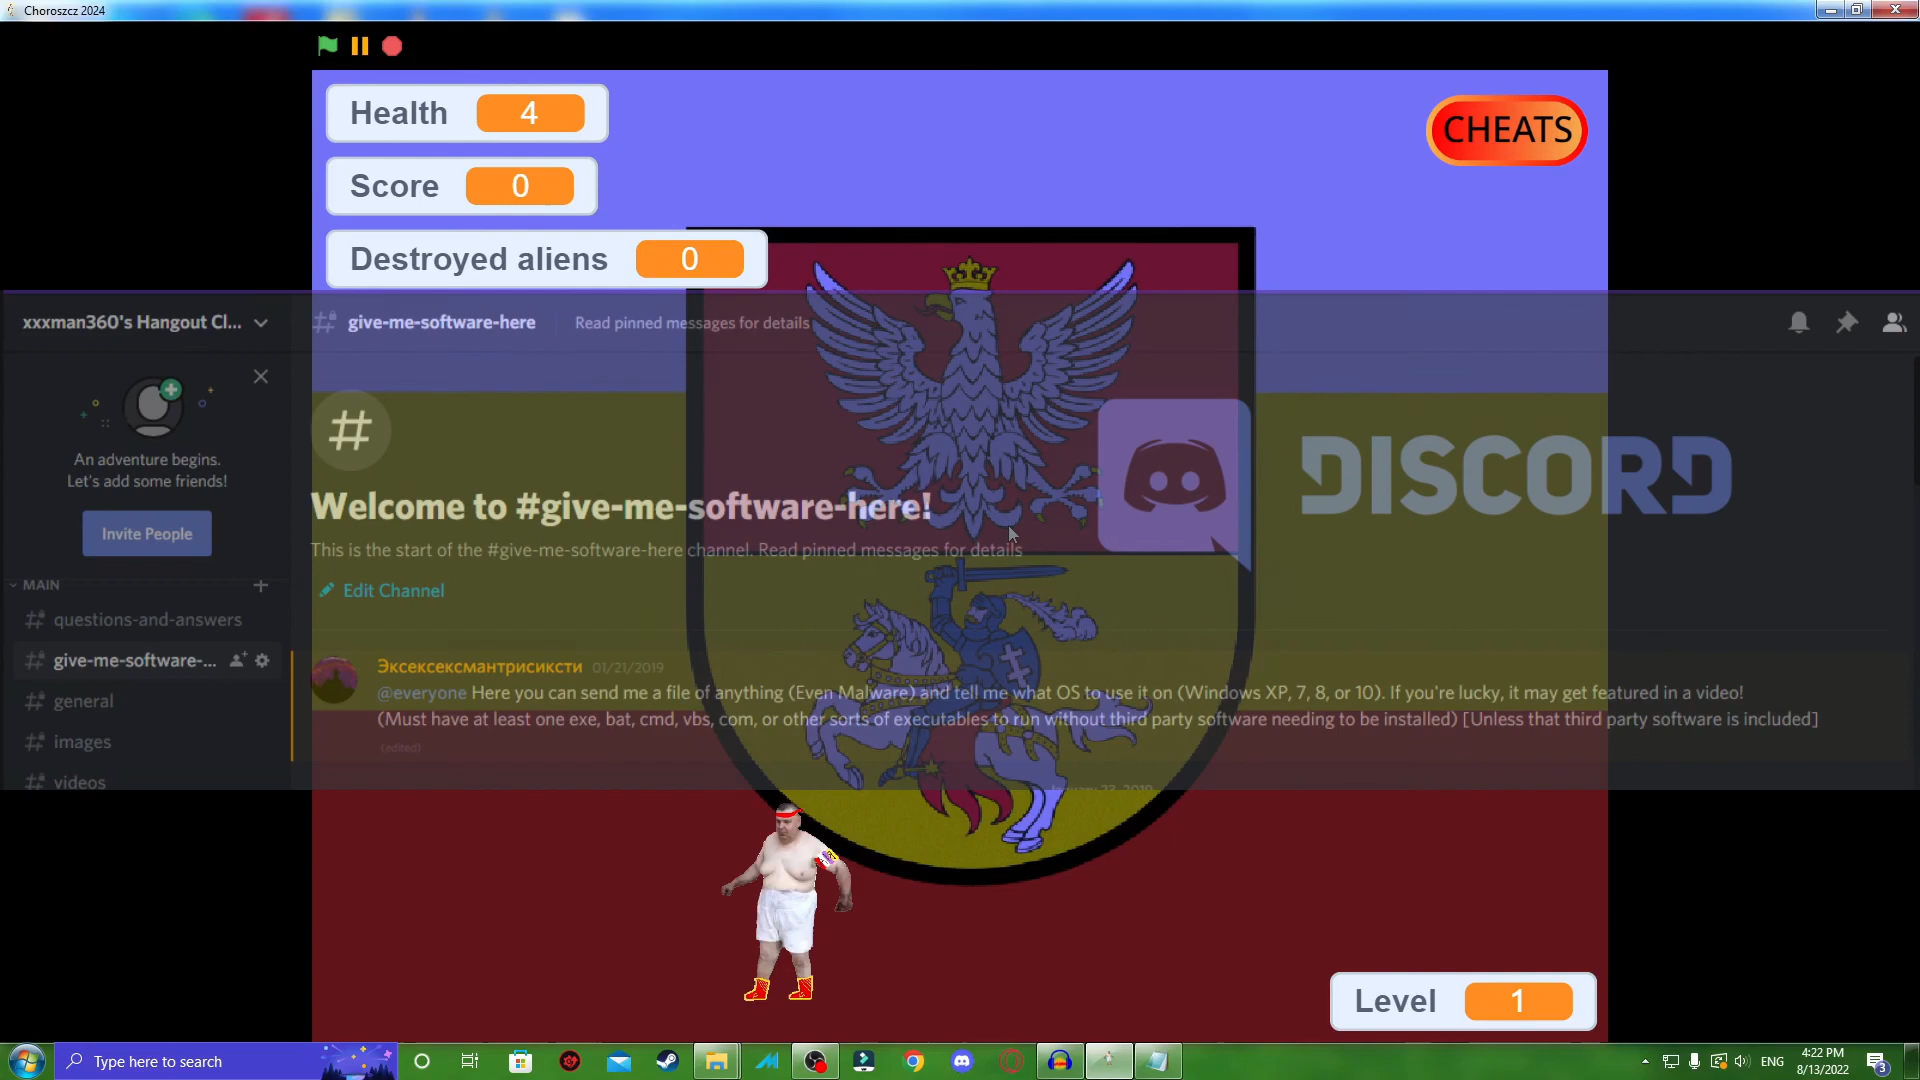 Choroszcz 2024
Health 4
CHEATS
Score 0
Destroyed aliens 0
xxxman360's Hangout Cl...
give-me-software-here
Read pinned messages for details
An adventure begins.
Let's add some friends!
Invite People
#
DISCORD
Welcome to #give-me-software-here!
This is the start of the #give-me-software-here channel. Read pinned messages for details
Edit Channel
MAIN
questions-and-answers
give-me-software-...
general
images
videos
Эксексексмантрисиксти 01/21/2019
@everyone Here you can send me a file of anything (Even Malware) and tell me what OS to use it on (Windows XP, 7, 8, or 10). If you're lucky, it may get featured in a video!
(Must have at least one exe, bat, cmd, vbs, com, or other sorts of executables to run without third party software needing to be installed) [Unless that third party software is included]
(edited)
January 23, 2019
Level 1
Type here to search
ENG
4:22 PM
8/13/2022
3